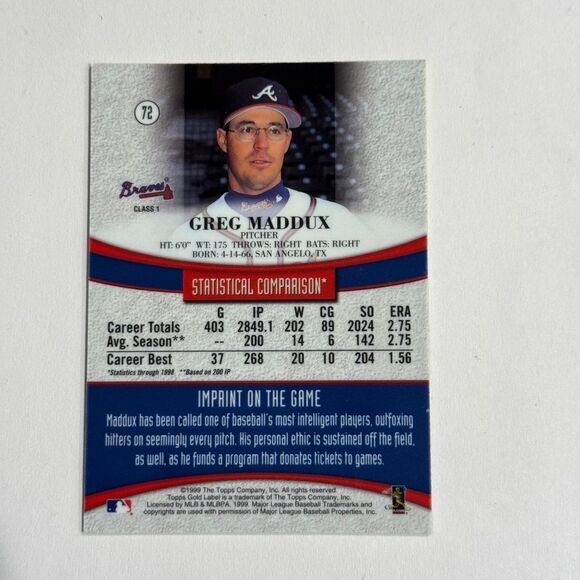 A
72
Braves
CLASS 1
GREG MADDUX
PITCHER
HT: 6'0" WT: 175 THROWS: RIGHT BATS: RIGHT
BORN: 4-14-66, SAN ANGELO, TX
STATISTICAL COMPARISON*
G IP W CG SO ERA
Career Totals 403 2849.1 202 89 2024 2.75
Avg. Season** -- 200 14 6 142 2.75
Career Best 37 268 20 10 204 1.56
*Statistics through 1998 **Based on 200 IP
IMPRINT ON THE GAME
Maddux has been called one of baseball's most intelligent players, outfoxing
hitters on seemingly every pitch. His personal ethic is sustained off the field,
as well, as he funds a program that donates tickets to games.
©1999 The Topps Company, Inc. All rights reserved.
Topps Gold Label is a trademark of The Topps Company, Inc.
Licensed by MLB & MLBPA, 1999. Major League Baseball Trademarks and
copyrights are used with permission of Major League Baseball Properties, Inc.